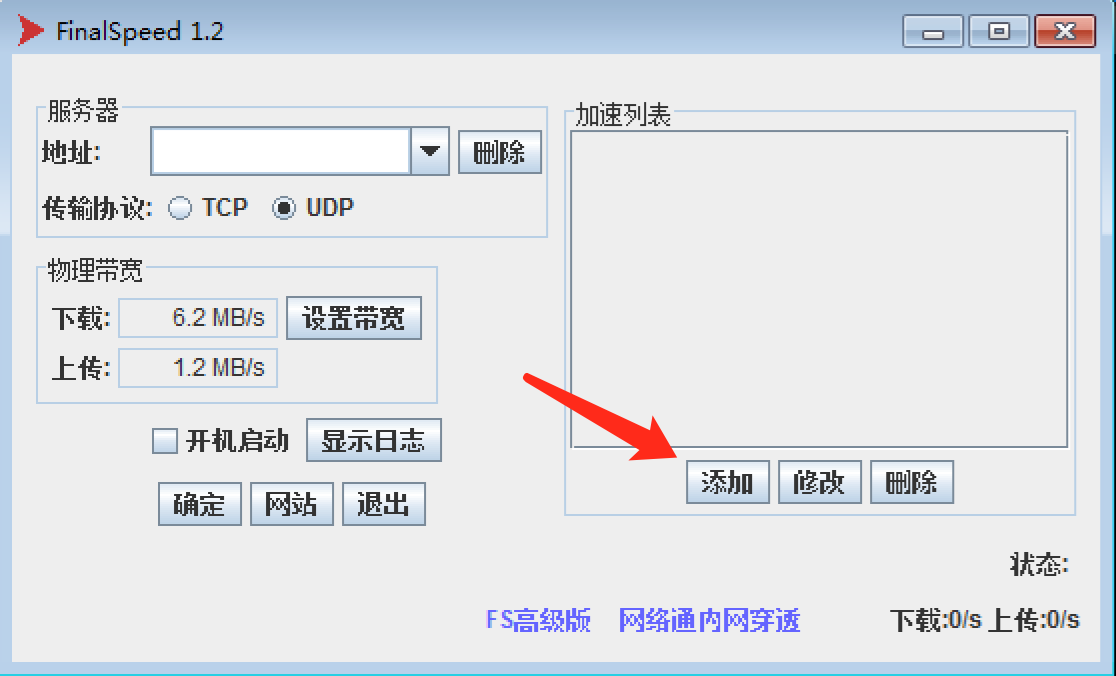 FinalSpeed 1.2
服务器
地址:
删除
传输协议: TCP UDP
物理带宽
下载: 6.2 MB/s 设置带宽
上传: 1.2 MB/s
开机启动 显示日志
确定 网站 退出
加速列表
添加 修改 删除
状态:
FS高级版 网络通内网穿透 下载:0/s 上传:0/s